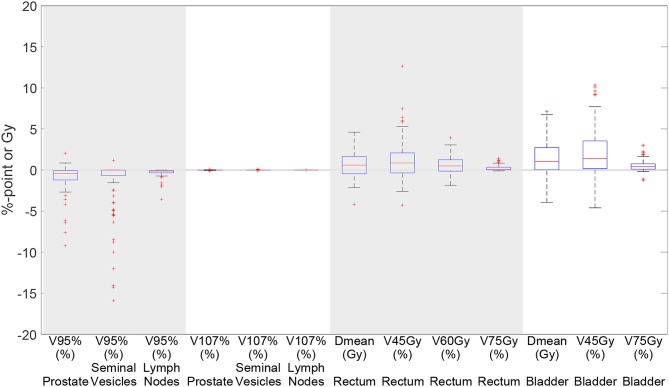 20
15
10
5
0
-5
-10
-15
-20
%-point or Gy
V95% V95% V95% V107% V107% V107% Dmean V45Gy V60Gy V75Gy Dmean V45Gy V75Gy
(%) (%) (%) (%) (%) (%) (Gy) (%) (%) (%) (Gy) (%) (%)
Seminal Lymph Seminal Lymph
Prostate Vesicles Nodes Prostate Vesicles Nodes Rectum Rectum Rectum Rectum Bladder Bladder Bladder